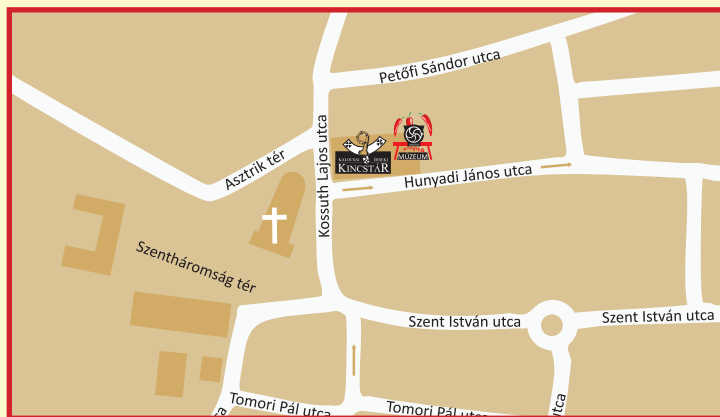 Petőfi Sándor utca
Asztrik tér
Kossuth Lajos utca
KALOCSAI ÉRSEKI
KINCSTÁR
MÚZEUM
Hunyadi János utca
Szentháromság tér
Szent István utca
Szent István utca
Tomori Pál utca
Tomori Pál utca
utca